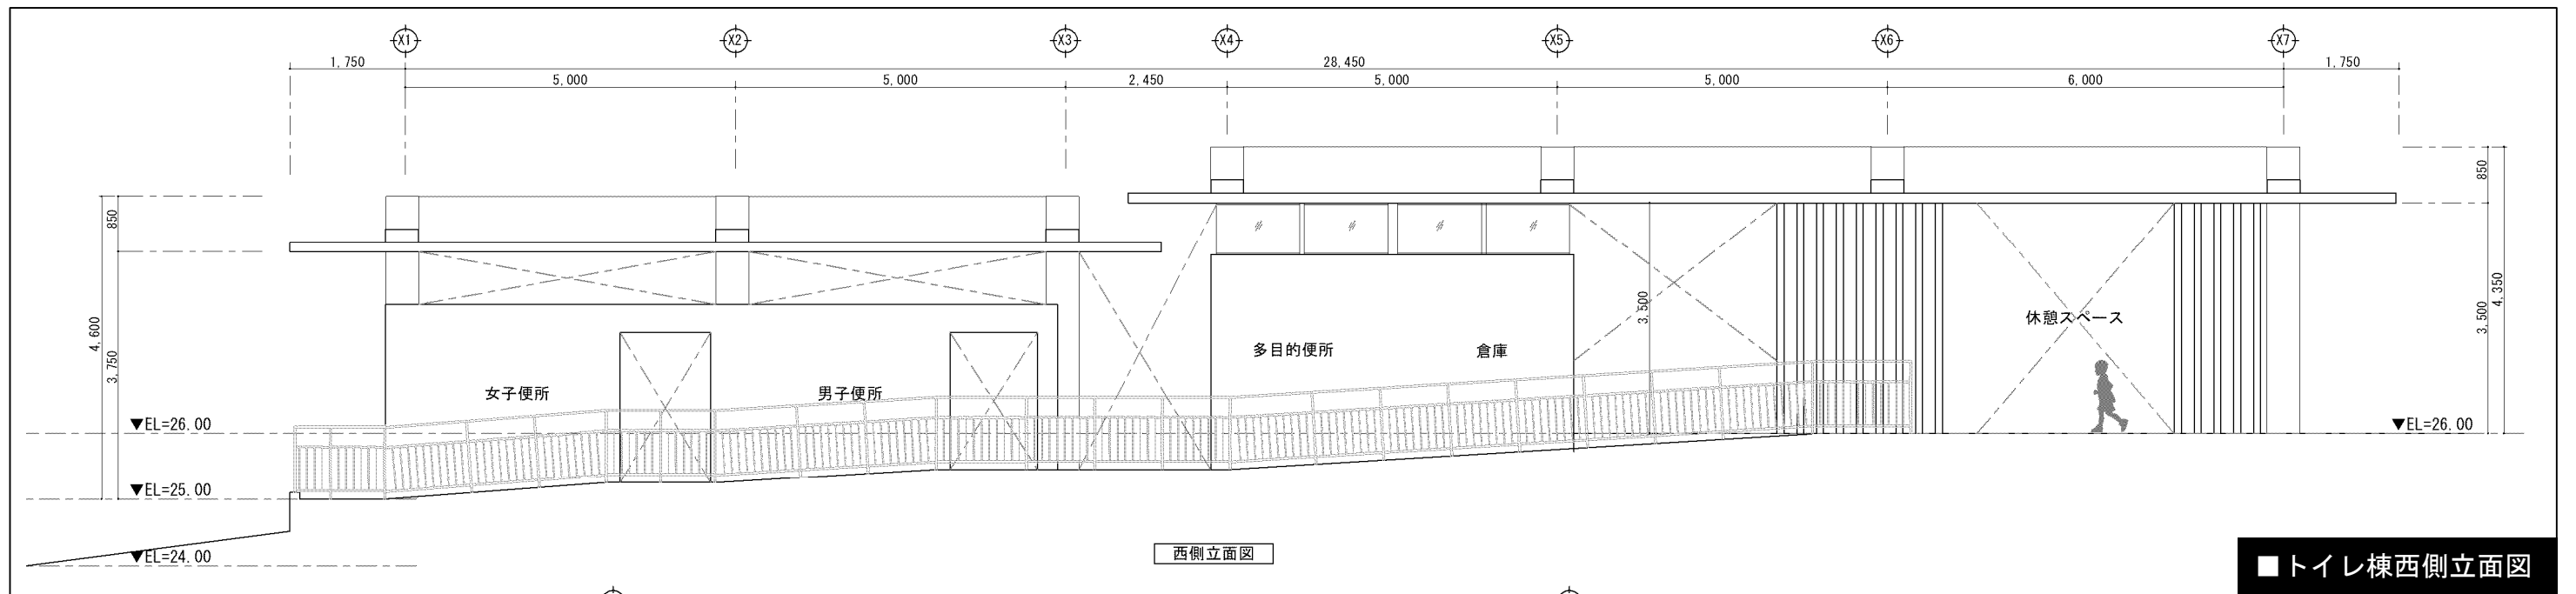 X1 X2 X3 X4 X5 X6 X7
1,750 28,450 1,750
5,000 5,000 2,450 5,000 5,000 6,000
850
850
4,600
3,750
3,500
3,500
4,350
休憩スペース
多目的便所 倉庫
女子便所 男子便所
▼EL=26.00 ▼EL=26.00
▼EL=25.00
▼EL=24.00
西側立面図
■トイレ棟西側立面図